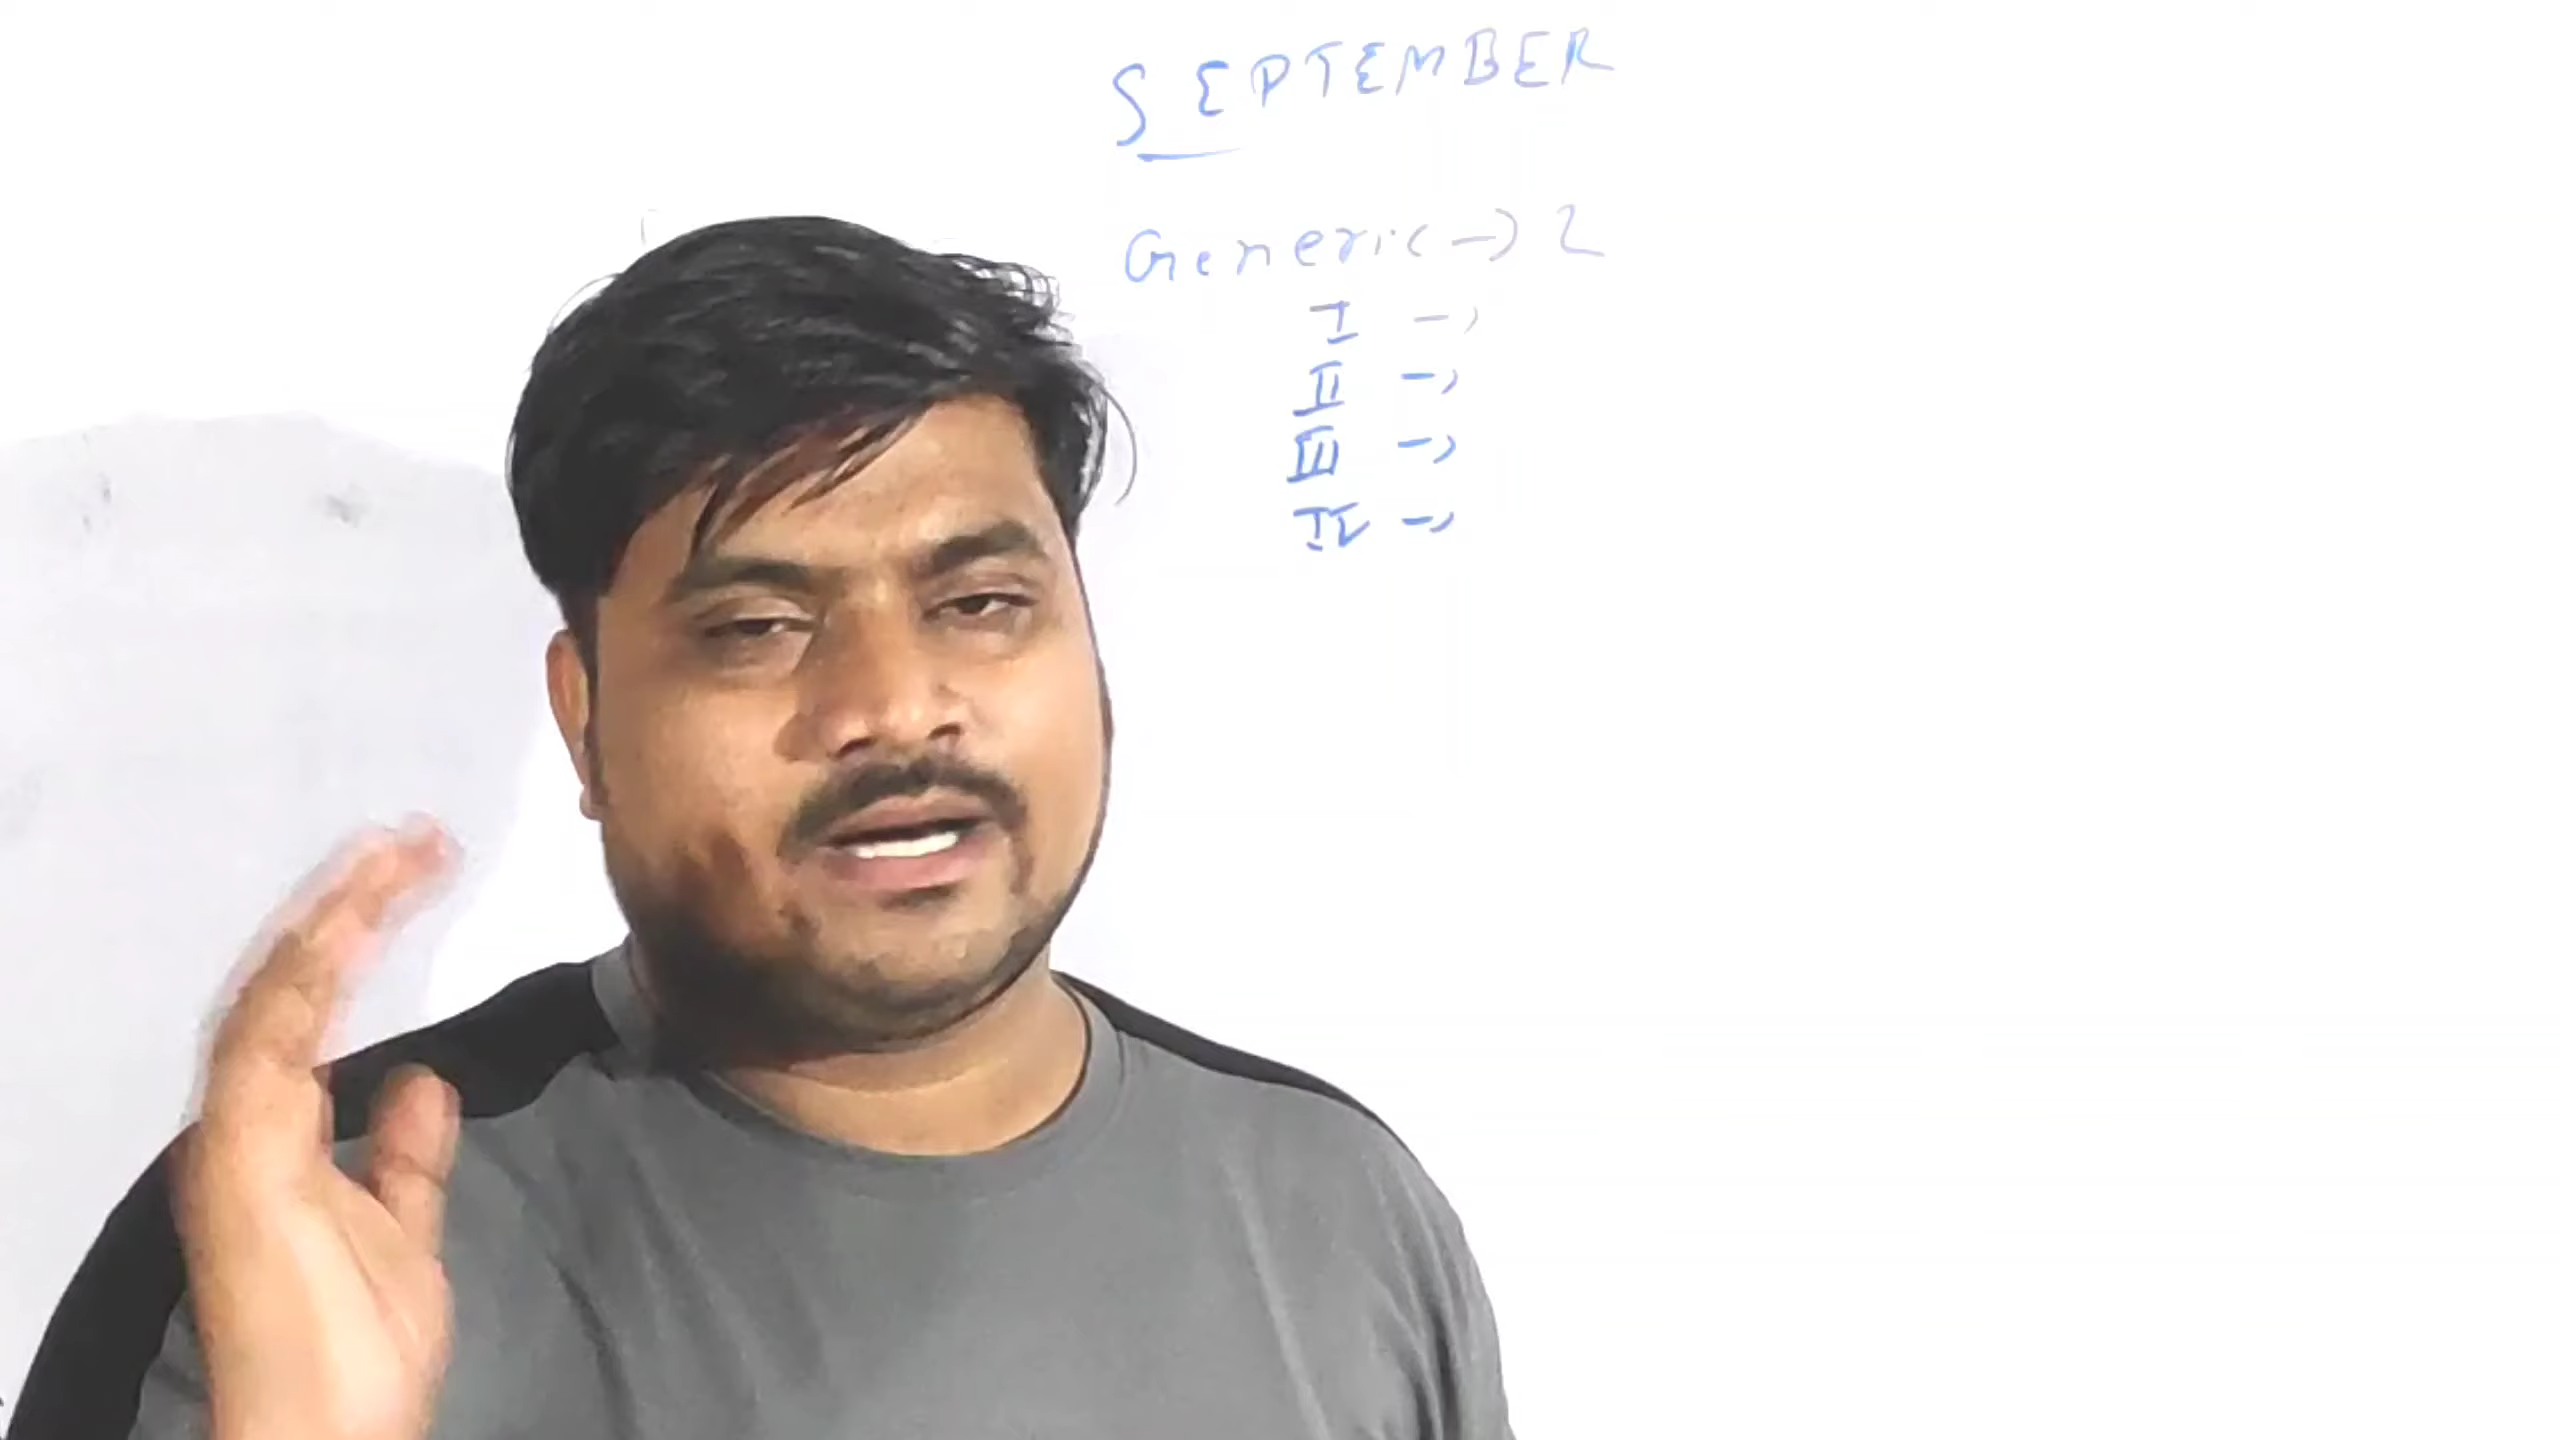 SEPTEMBER
Generic → 2
I →
II →
III →
IV →